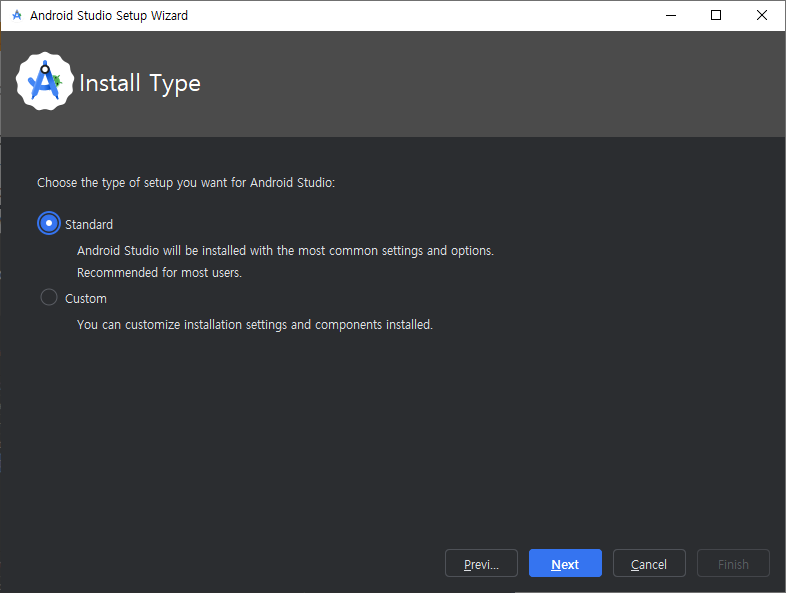 Android Studio Setup Wizard
Install Type
Choose the type of setup you want for Android Studio:
Standard
Android Studio will be installed with the most common settings and options.
Recommended for most users.
Custom
You can customize installation settings and components installed.
Previ... Next Cancel Finish